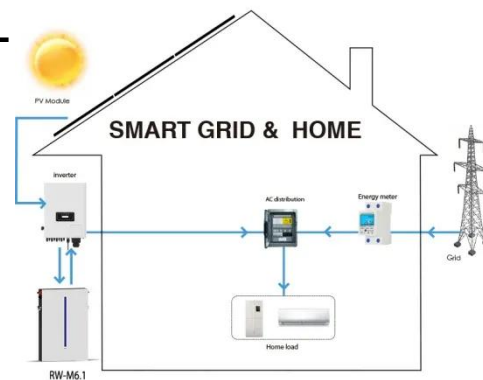 PV Module
SMART GRID & HOME
Inverter
AC distribution
Energy meter
Grid
Home load
RW-M6.1